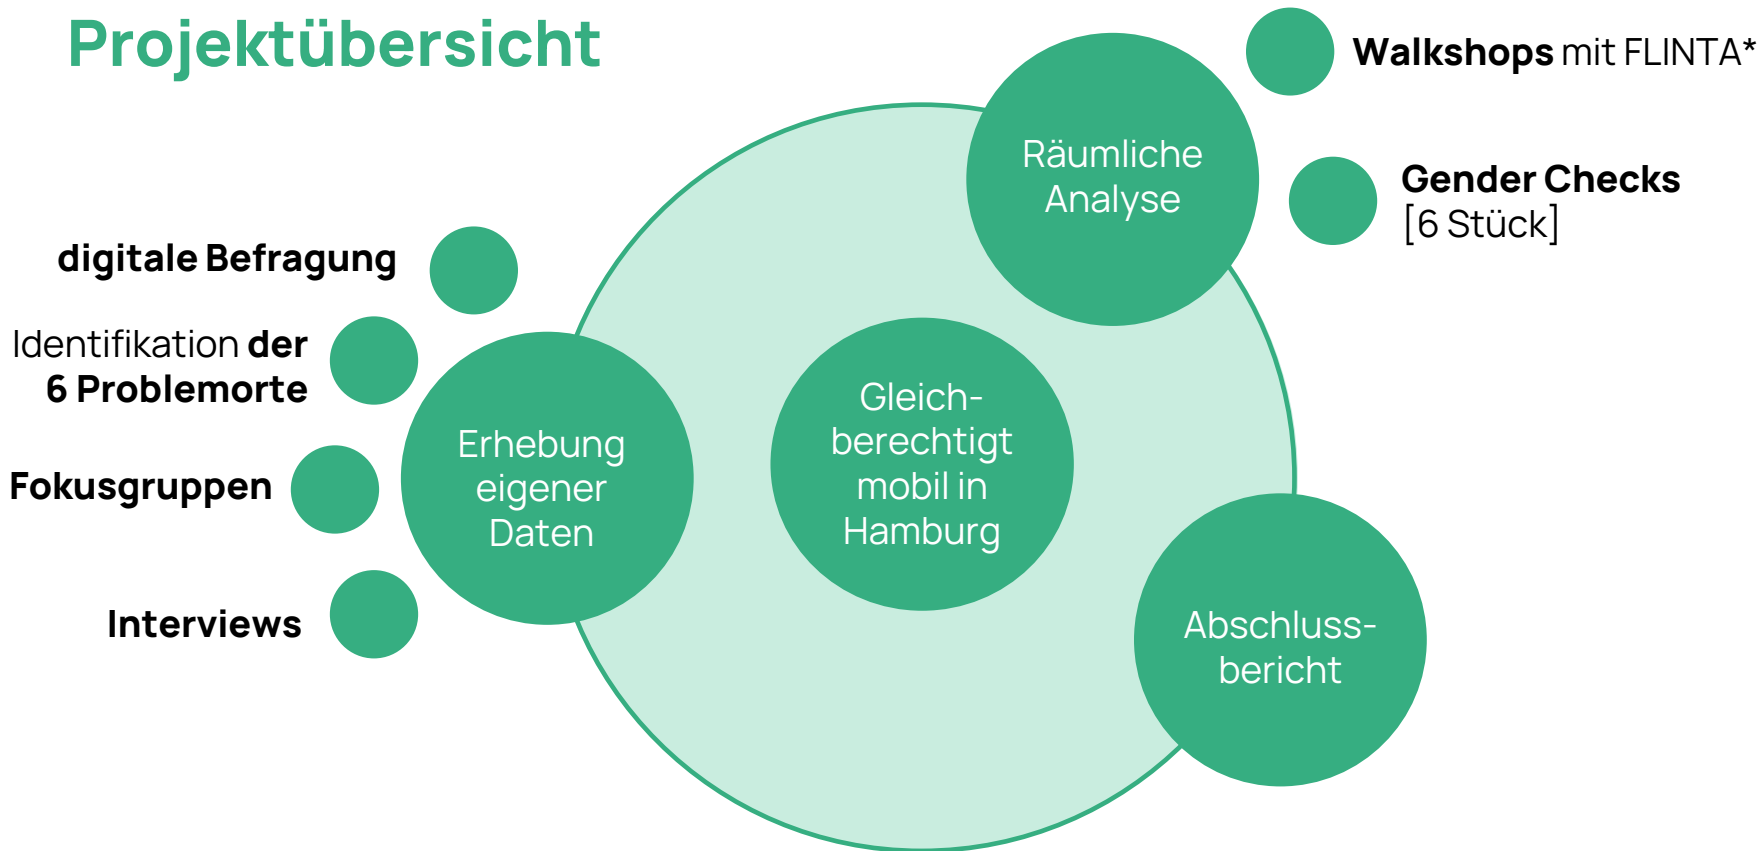 Projektübersicht
Walkshops mit FLINTA*
Räumliche
Analyse
Gender Checks
[6 Stück]
digitale Befragung
Identifikation der
6 Problemorte
Fokusgruppen
Interviews
Erhebung
eigener
Daten
Gleich-
berechtigt
mobil in
Hamburg
Abschluss-
bericht